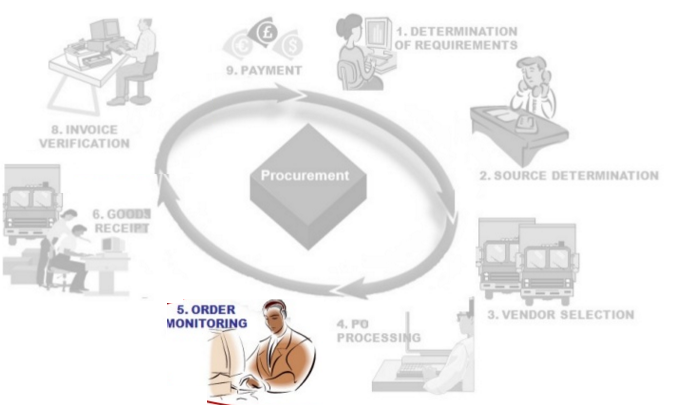 1. DETERMINATION
OF REQUIREMENTS
9. PAYMENT
8. INVOICE
VERIFICATION
Procurement
2. SOURCE DETERMINATION
6. GOODS
RECEIPT
5. ORDER
MONITORING
4. PO
PROCESSING
3. VENDOR SELECTION